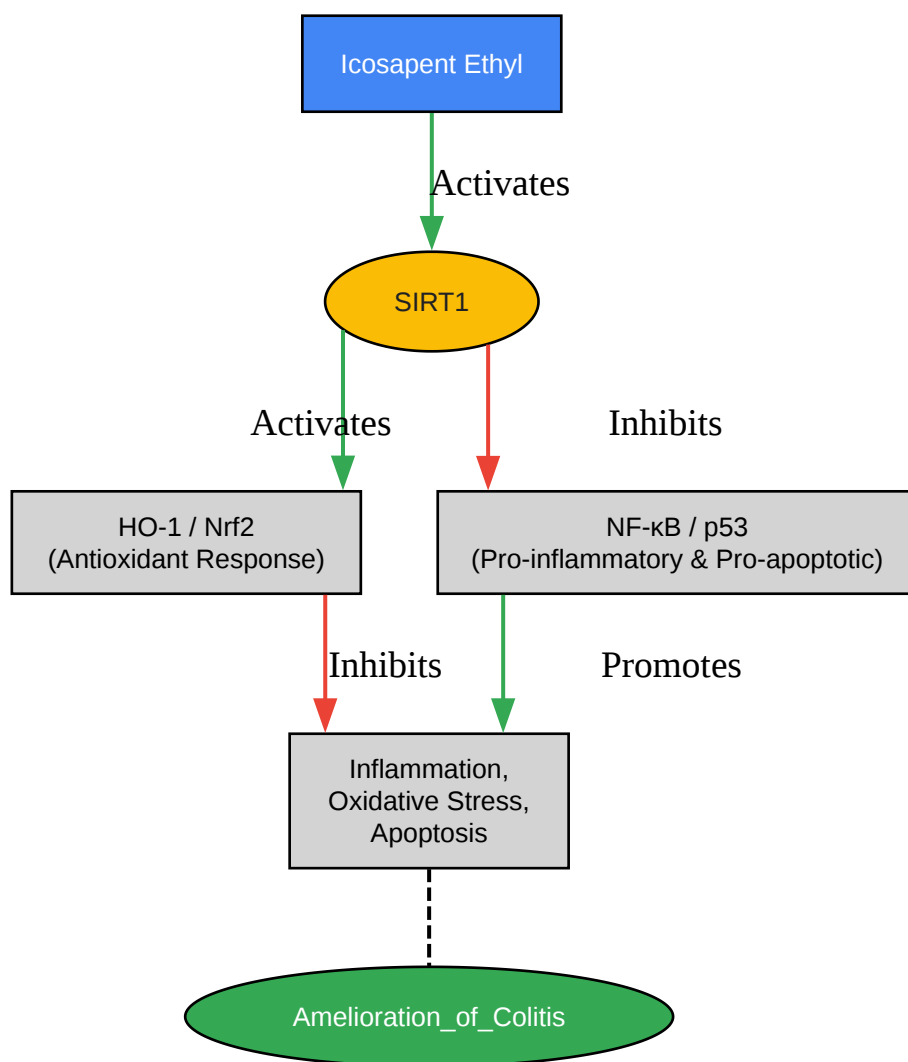 Icosapent Ethyl
Activates
SIRT1
Activates
Inhibits
HO-1 / Nrf2
(Antioxidant Response)
NF-κB / p53
(Pro-inflammatory & Pro-apoptotic)
Inhibits
Promotes
Inflammation,
Oxidative Stress,
Apoptosis
Amelioration_of_Colitis